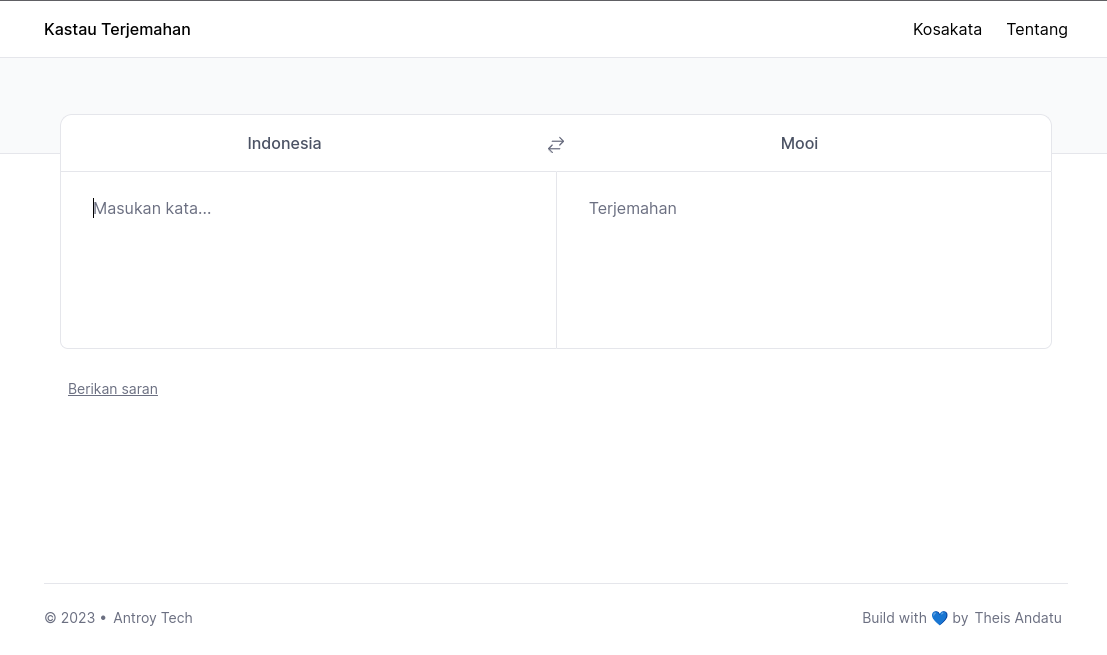 Kastau Terjemahan Kosakata Tentang
Indonesia Mooi
Masukan kata... Terjemahan
Berikan saran
© 2023 • Antroy Tech Build with 💙 by Theis Andatu